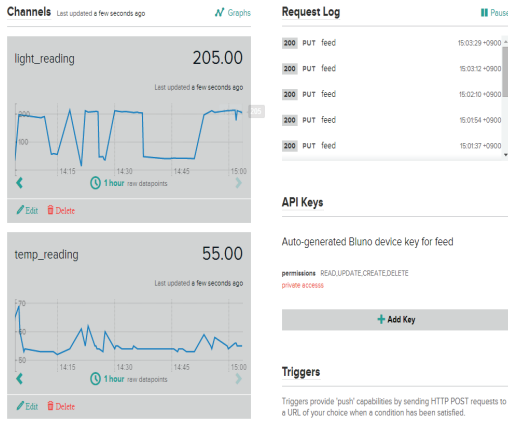 Channels Last updated a few seconds ago Graphs
light_reading 205.00
Last updated a few seconds ago
200
100
14:15 14:30 14:45 15:00
1 hour raw datapoints
Edit Delete
temp_reading 55.00
Last updated a few seconds ago
70
60
50
14:15 14:30 14:45 15:00
1 hour raw datapoints
Edit Delete
Request Log Pause
200 PUT feed 15:03:29 +0900
200 PUT feed 15:03:12 +0900
200 PUT feed 15:02:10 +0900
200 PUT feed 15:01:54 +0900
200 PUT feed 15:01:37 +0900
API Keys
Auto-generated Bluno device key for feed
permissions READ,UPDATE,CREATE,DELETE
private accesss
Add Key
Triggers
Triggers provide 'push' capabilities by sending HTTP POST requests to
a URL of your choice when a condition has been satisfied.